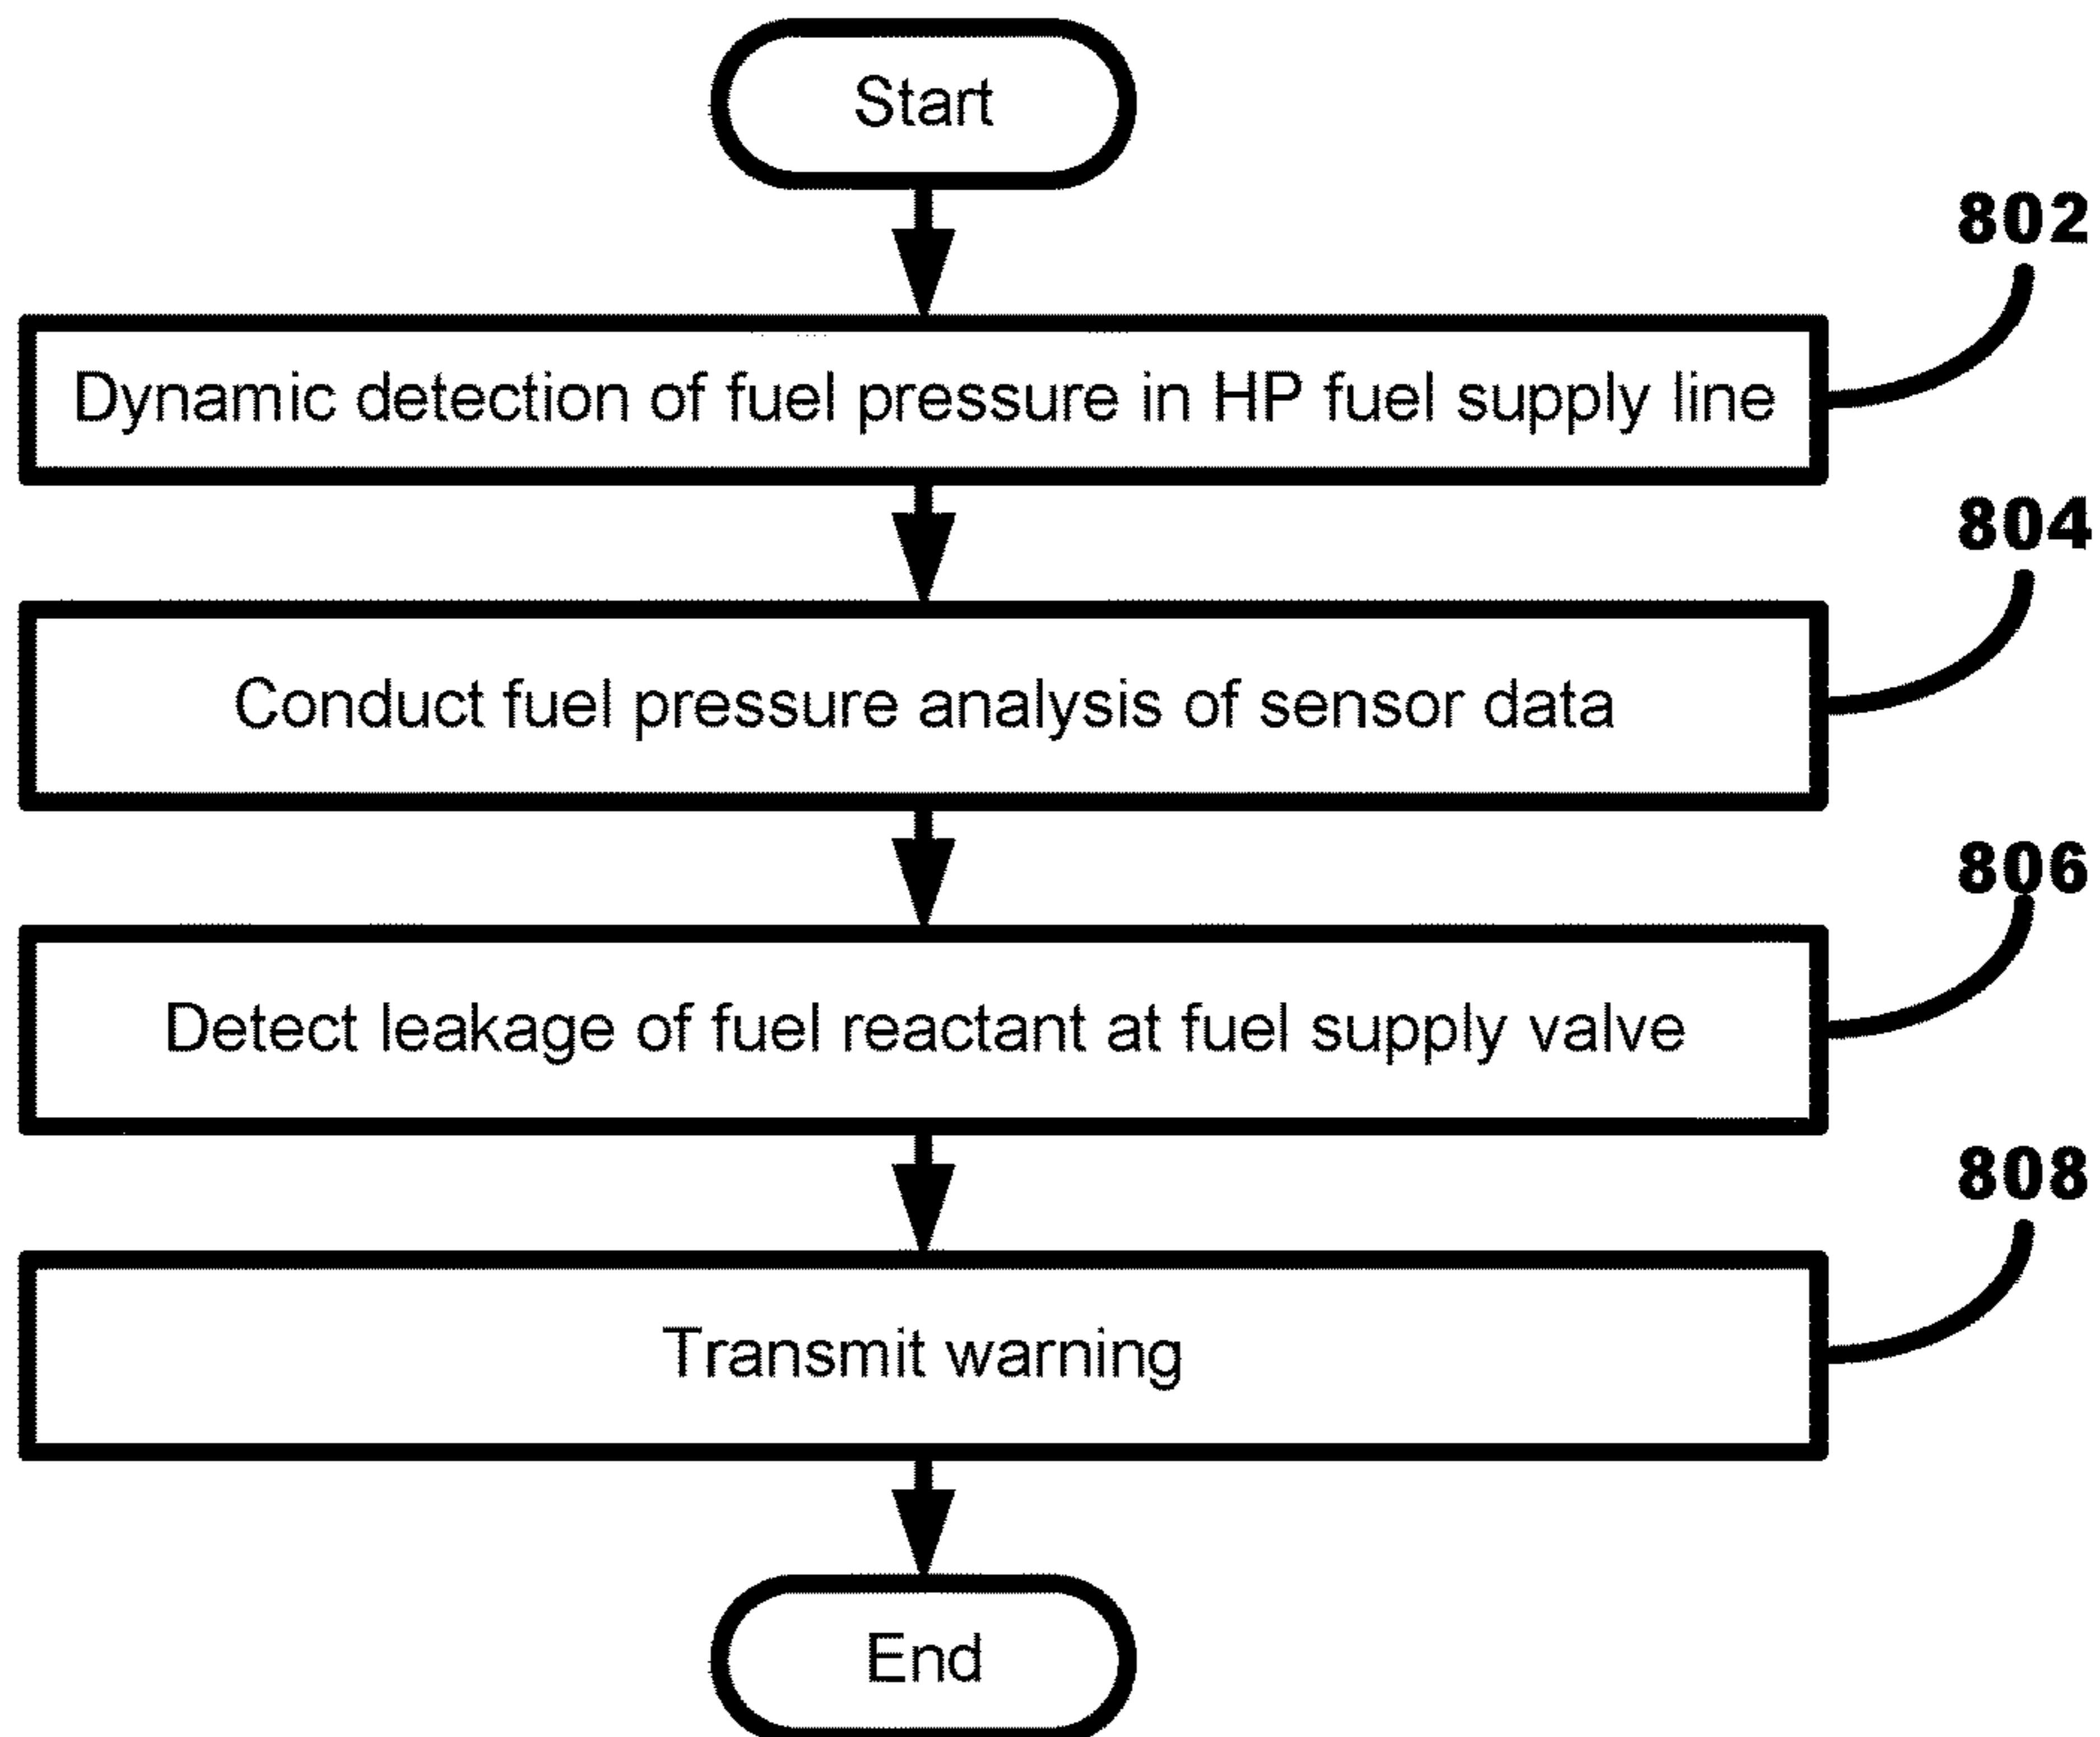 Start
802
Dynamic detection of fuel pressure in HP fuel supply line
804
Conduct fuel pressure analysis of sensor data
806
Detect leakage of fuel reactant at fuel supply valve
808
Transmit warning
End